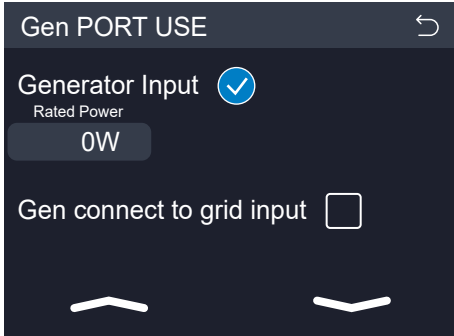 Gen PORT USE
Generator Input
Rated Power
0W
Gen connect to grid input